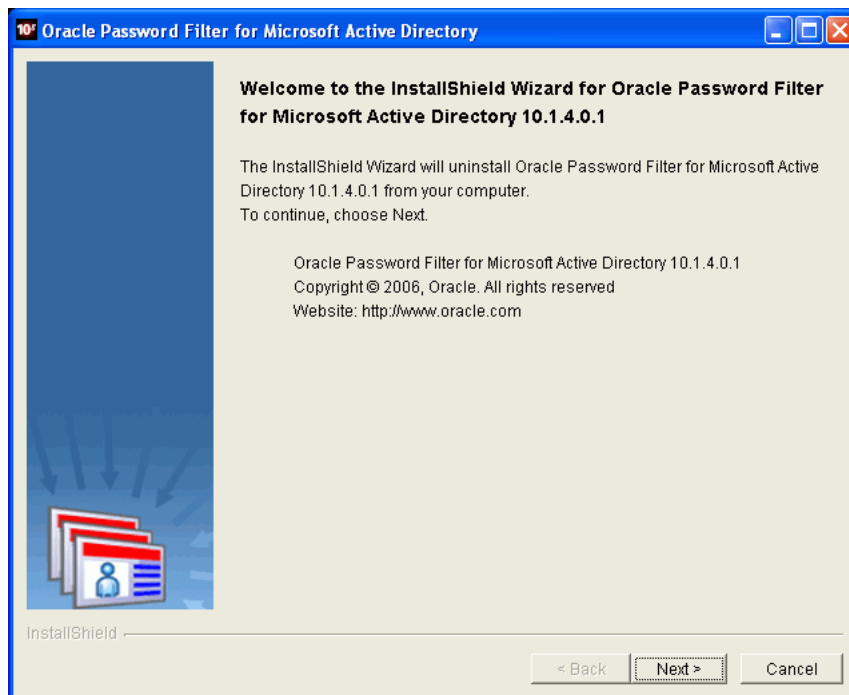 10g Oracle Password Filter for Microsoft Active Directory
Welcome to the InstallShield Wizard for Oracle Password Filter
for Microsoft Active Directory 10.1.4.0.1
The InstallShield Wizard will uninstall Oracle Password Filter for Microsoft Active
Directory 10.1.4.0.1 from your computer.
To continue, choose Next.
Oracle Password Filter for Microsoft Active Directory 10.1.4.0.1
Copyright © 2006, Oracle. All rights reserved
Website: http://www.oracle.com
InstallShield
< Back
Next >
Cancel